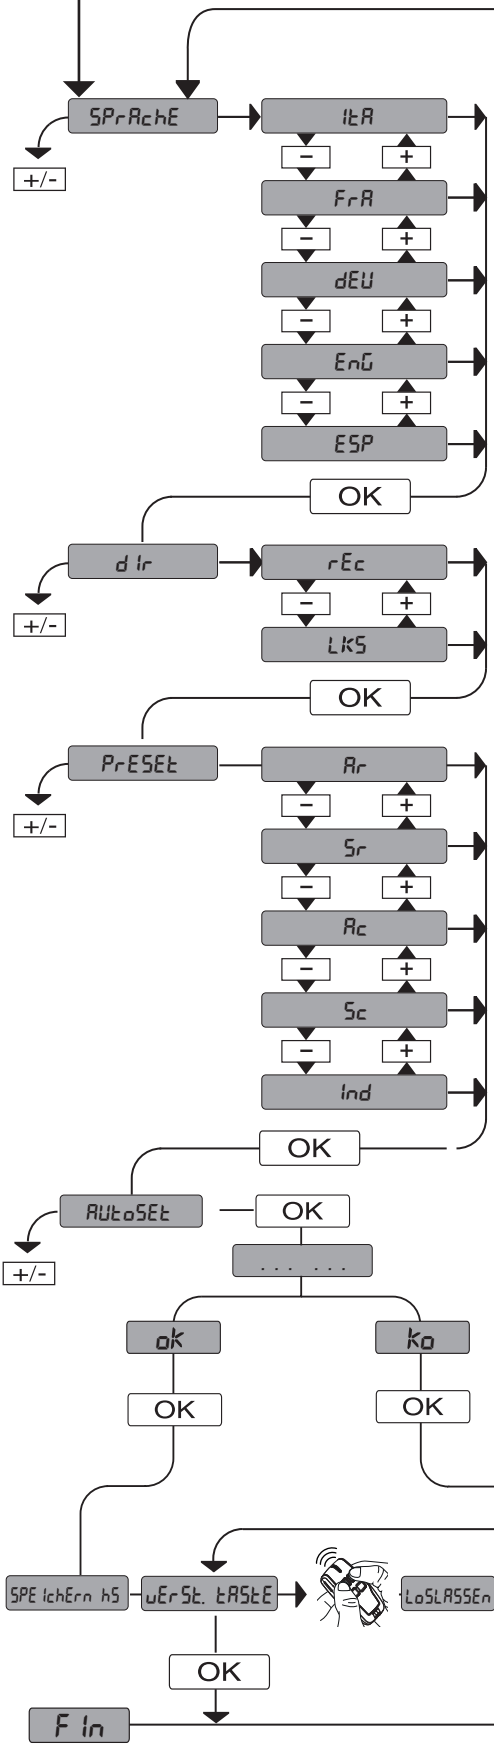 SPrAchE
ItA
+/-
- +
FrA
- +
dEU
- +
EnG
- +
ESP
OK
dIr
rEc
+/-
- +
LKS
OK
PrESEt
Ar
+/-
- +
Sr
- +
Ac
- +
Sc
- +
Ind
OK
AUtoSEt
OK
+/-
... ...
ok
ko
OK
OK
SPEIchErn hS
vErSt. tAStE
LoSLASSEn
OK
FIn